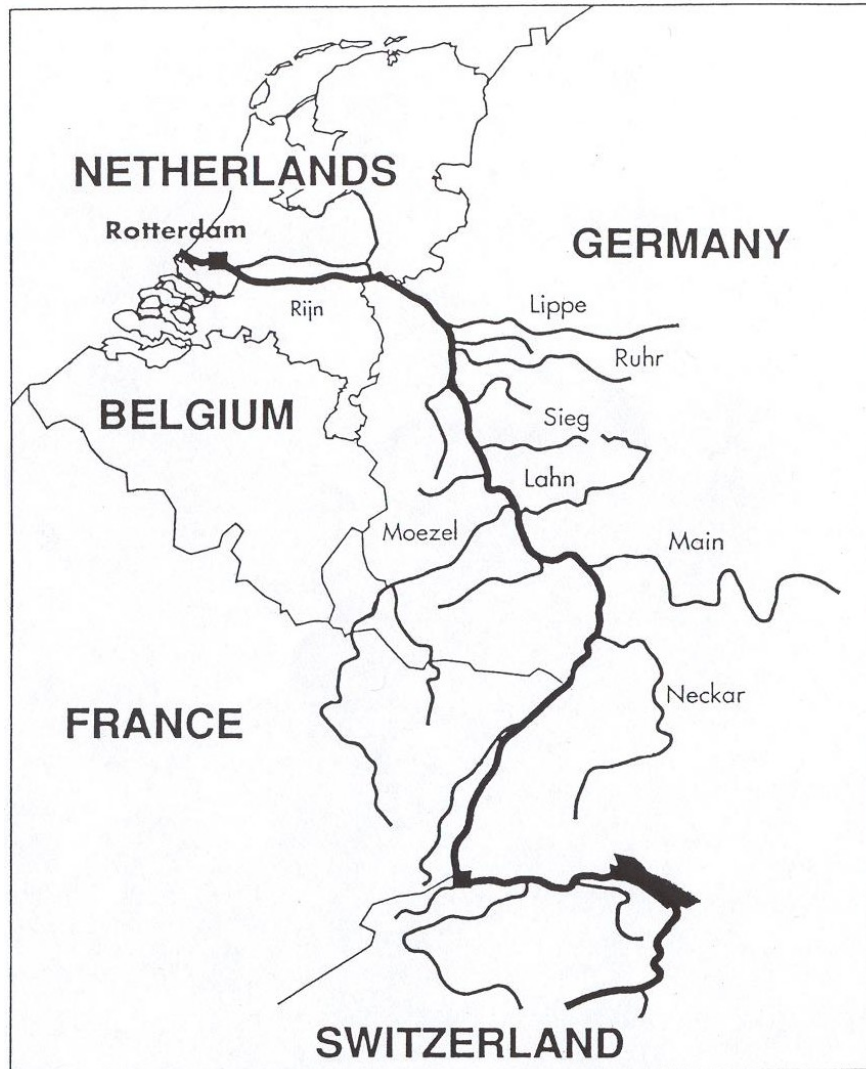 NETHERLANDS
Rotterdam
GERMANY
Rijn
Lippe
Ruhr
BELGIUM
Sieg
Lahn
Moezel
Main
Neckar
FRANCE
SWITZERLAND